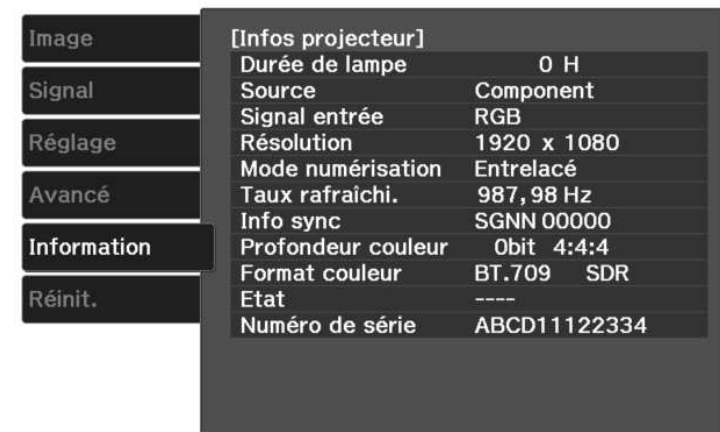 Image
Signal
Réglage
Avancé
Information
Réinit.
[Infos projecteur]
Durée de lampe 0 H
Source Component
Signal entrée RGB
Résolution 1920 x 1080
Mode numérisation Entrelacé
Taux rafraîchi. 987,98 Hz
Info sync SGNN 00000
Profondeur couleur 0bit 4:4:4
Format couleur BT.709 SDR
Etat ----
Numéro de série ABCD11122334